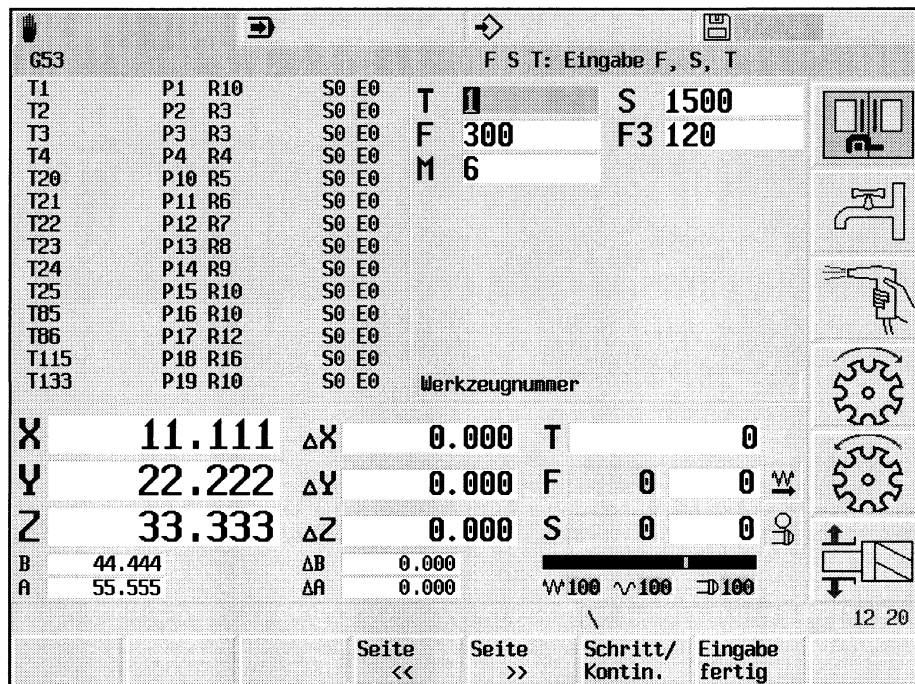 G53 F S T: Eingabe F, S, T
T1 P1 R10 S0 E0
T2 P2 R3 S0 E0
T3 P3 R3 S0 E0
T4 P4 R4 S0 E0
T20 P10 R5 S0 E0
T21 P11 R6 S0 E0
T22 P12 R7 S0 E0
T23 P13 R8 S0 E0
T24 P14 R9 S0 E0
T25 P15 R10 S0 E0
T85 P16 R10 S0 E0
T86 P17 R12 S0 E0
T115 P18 R16 S0 E0
T133 P19 R10 S0 E0
T 1 S 1500
F 300 F3 120
M 6
Werkzeugnummer
X 11.111 ΔX 0.000 T 0
Y 22.222 ΔY 0.000 F 0 0
Z 33.333 ΔZ 0.000 S 0 0
B 44.444 ΔB 0.000
A 55.555 ΔA 0.000 100 100 100
\ 12 20
Seite << Seite >> Schritt/ Kontin. Eingabe fertig